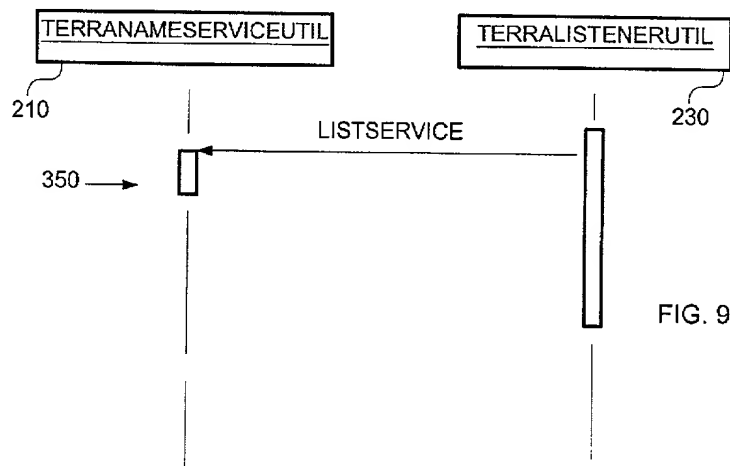 TERRANAMESERVICEUTIL
TERRALISTENERUTIL
210
230
LISTSERVICE
350
FIG. 9